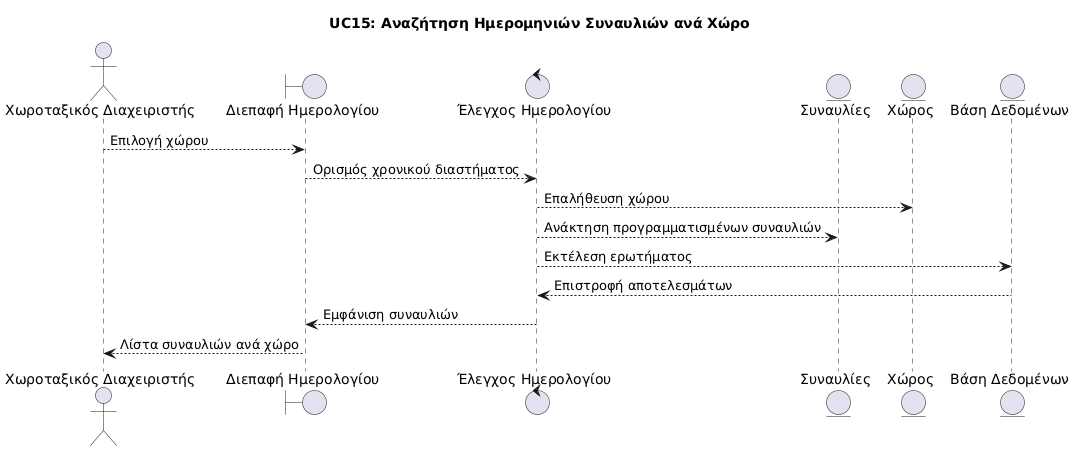 UC15: Αναζήτηση Ημερομηνιών Συναυλιών ανά Χώρο
Χωροταξικός Διαχειριστής
Διεπαφή Ημερολογίου
Έλεγχος Ημερολογίου
Συναυλίες
Χώρος
Βάση Δεδομένων
Επιλογή χώρου
Ορισμός χρονικού διαστήματος
Επαλήθευση χώρου
Ανάκτηση προγραμματισμένων συναυλιών
Εκτέλεση ερωτήματος
Επιστροφή αποτελεσμάτων
Εμφάνιση συναυλιών
Λίστα συναυλιών ανά χώρο
Χωροταξικός Διαχειριστής
Διεπαφή Ημερολογίου
Έλεγχος Ημερολογίου
Συναυλίες
Χώρος
Βάση Δεδομένων